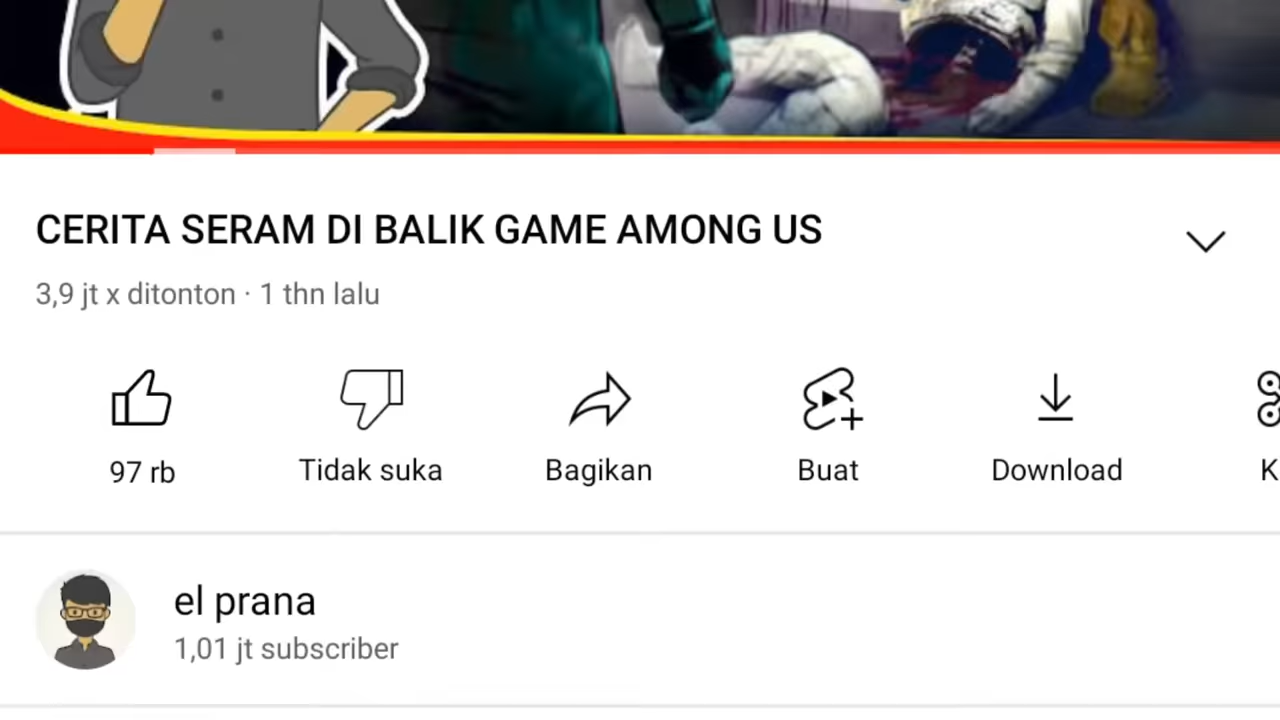 CERITA SERAM DI BALIK GAME AMONG US
3,9 jt x ditonton · 1 thn lalu
97 rb
Tidak suka
Bagikan
Buat
Download
K
el prana
1,01 jt subscriber